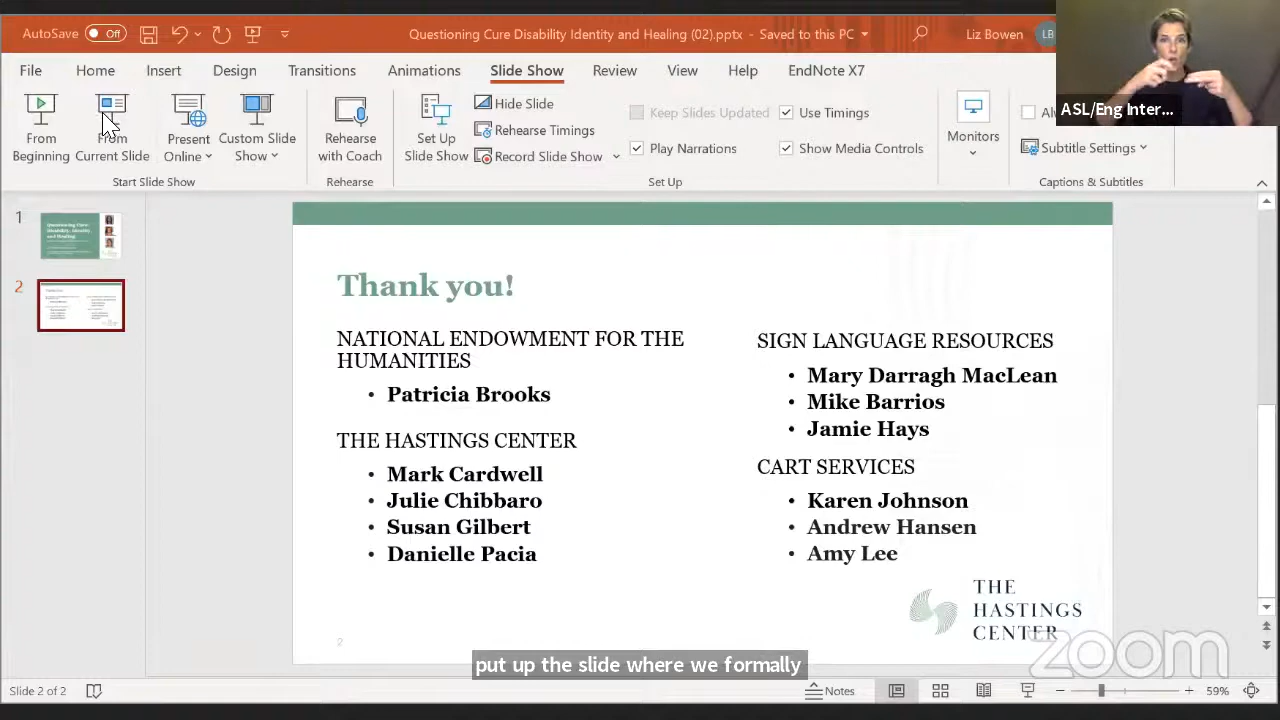 AutoSave Off
Questioning Cure Disability Identity and Healing (02).pptx - Saved to this PC
Liz Bowen LB
File Home Insert Design Transitions Animations Slide Show Review View Help EndNote X7
From Beginning
From Current Slide
Present Online
Custom Slide Show
Start Slide Show
Rehearse with Coach
Rehearse
Set Up Slide Show
Hide Slide
Rehearse Timings
Record Slide Show
Keep Slides Updated
Play Narrations
Use Timings
Show Media Controls
Set Up
Monitors
Subtitle Settings
Captions & Subtitles
ASL/Eng Inter...
1
2
Thank you!
NATIONAL ENDOWMENT FOR THE
HUMANITIES
• Patricia Brooks
THE HASTINGS CENTER
• Mark Cardwell
• Julie Chibbaro
• Susan Gilbert
• Danielle Pacia
SIGN LANGUAGE RESOURCES
• Mary Darragh MacLean
• Mike Barrios
• Jamie Hays
CART SERVICES
• Karen Johnson
• Andrew Hansen
• Amy Lee
THE
HASTINGS
CENTER
2
zoom
put up the slide where we formally
Slide 2 of 2
Notes
59%